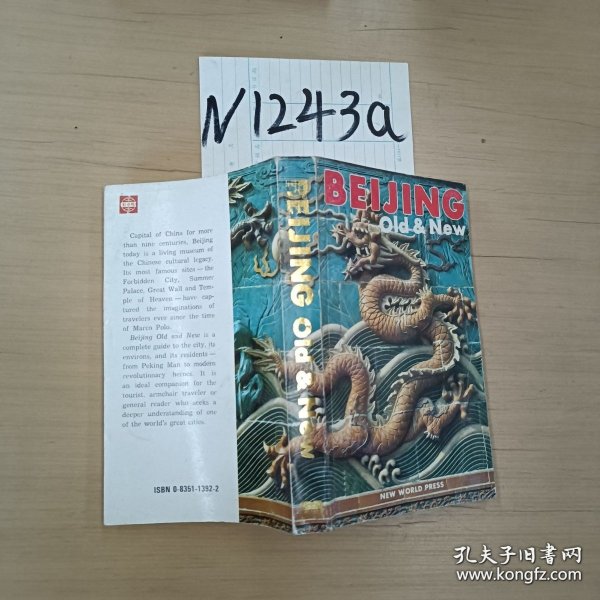 N1243a
BEIJING
Old & New
NEW WORLD PRESS
BEIJING Old & New
Capital of China for more
than nine centuries, Beijing
today is a living museum of
the Chinese cultural legacy.
Its most famous sites — the
Forbidden City, Summer
Palace, Great Wall and Tem-
ple of Heaven — have cap-
tured the imaginations of
travelers ever since the time
of Marco Polo.
Beijing Old and New is a
complete guide to the city, its
environs, and its residents —
from Peking Man to modern
revolutionary heroes. It is
an ideal companion for the
tourist, armchair traveler or
general reader who seeks a
deeper understanding of one
of the world's great cities.
ISBN 0-8351-1392-2
孔夫子旧书网
www.kongfz.com